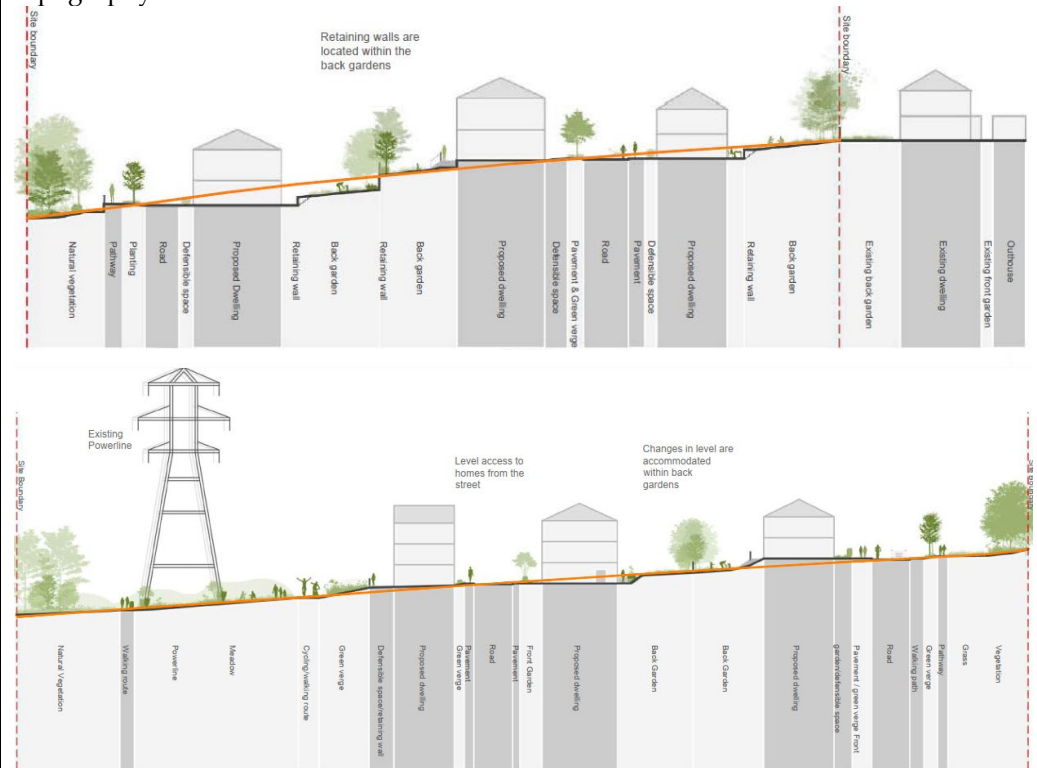 Site boundary
Retaining walls are
located within the
back gardens
Site boundary
Natural vegetation
Pathway
Planting
Road
Defensible space
Proposed Dwelling
Retaining wall
Back garden
Retaining wall
Back garden
Proposed dwelling
Defensible space
Pavement & Green verge
Road
Pavement
Defensible space
Proposed dwelling
Retaining wall
Back garden
Existing back garden
Existing dwelling
Existing front garden
Outhouse
Site Boundary
Existing
Powerline
Level access to
homes from the
street
Changes in level are
accommodated
within back
gardens
Site Boundary
Natural Vegetation
Walking route
Powerline
Meadow
Cycling/walking route
Green verge
Defensible space/retaining wall
Proposed dwelling
Green verge
Pavement
Road
Pavement
Front Garden
Proposed dwelling
Back Garden
Back Garden
Proposed dwelling
garden/defensible space
Pavement / green verge Front
Road
Walking path
Green verge
Pathway
Grass
Vegetation